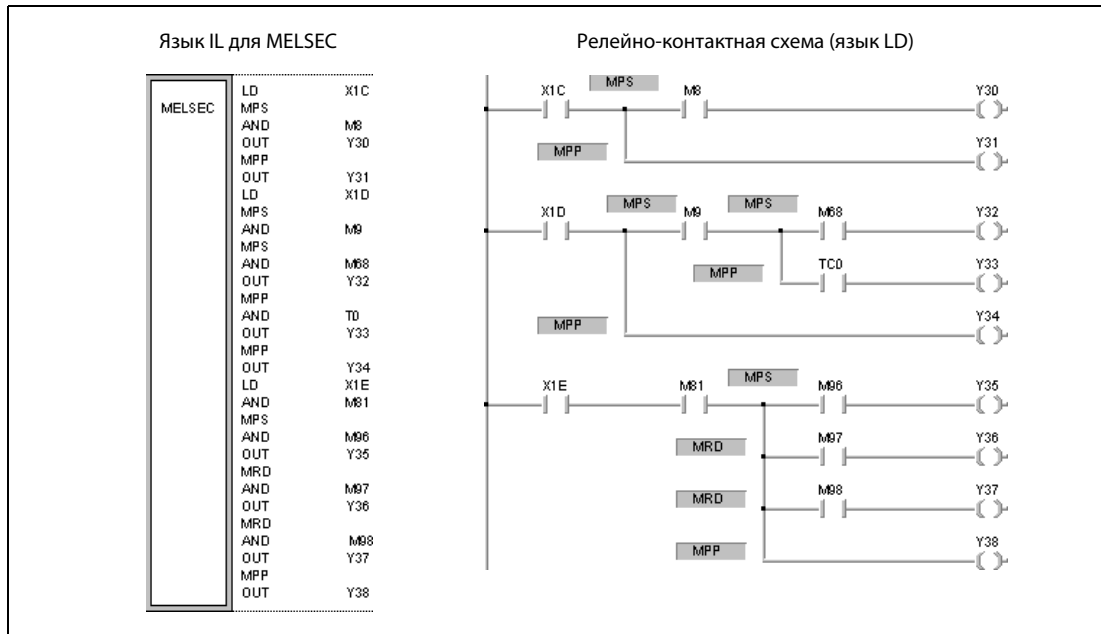 Язык IL для MELSEC
Релейно-контактная схема (язык LD)
MELSEC
LD X1C
MPS
AND M8
OUT Y30
MPP
OUT Y31
LD X1D
MPS
AND M9
MPS
AND M68
OUT Y32
MPP
AND T0
OUT Y33
MPP
OUT Y34
LD X1E
AND M81
MPS
AND M96
OUT Y35
MRD
AND M97
OUT Y36
MRD
AND M98
OUT Y37
MPP
OUT Y38
X1C MPS M8 Y30
MPP Y31
X1D MPS M9 MPS M68 Y32
MPP TC0 Y33
MPP Y34
X1E M81 MPS M96 Y35
MRD M97 Y36
MRD M98 Y37
MPP Y38